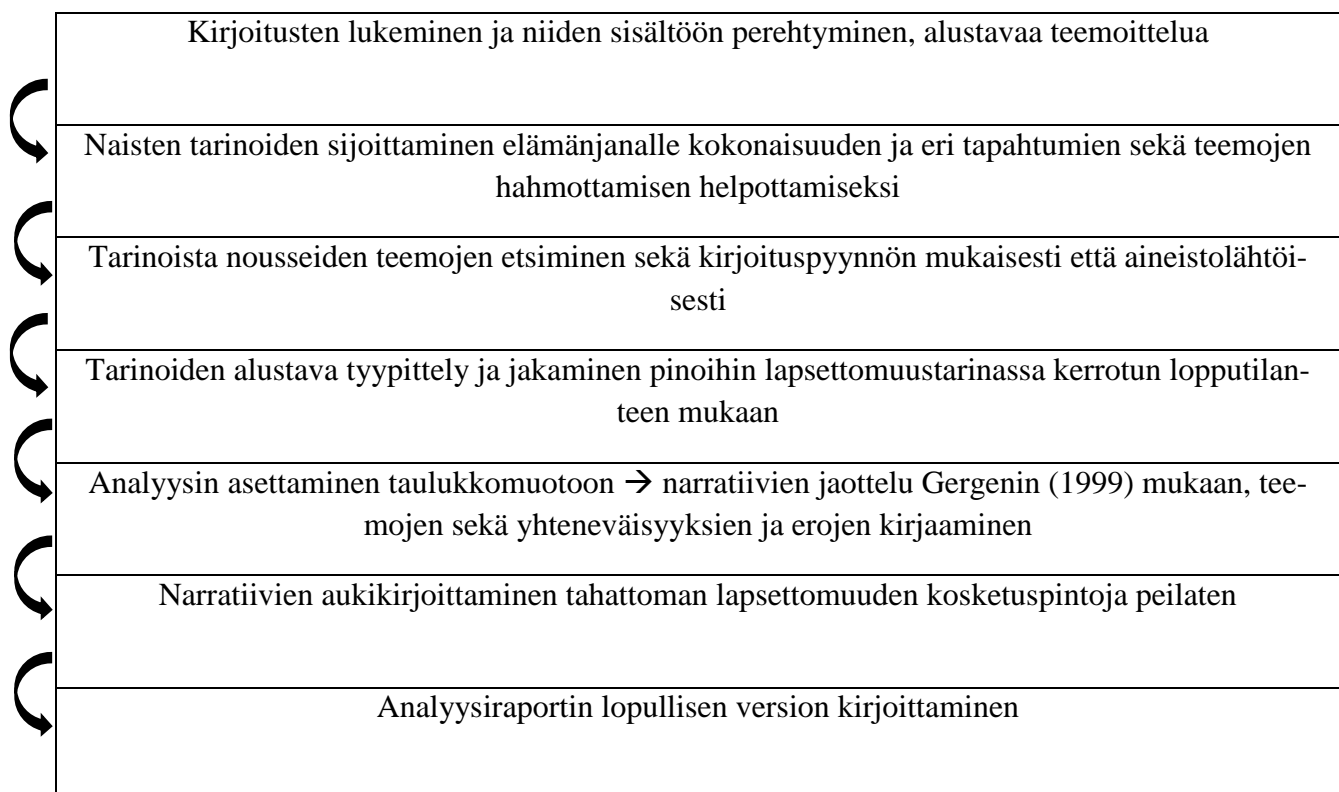 Kirjoitusten lukeminen ja niiden sisältöön perehtyminen, alustavaa teemoittelua
Naisten tarinoiden sijoittaminen elämänjanalle kokonaisuuden ja eri tapahtumien sekä teemojen
hahmottamisen helpottamiseksi
Tarinoista nousseiden teemojen etsiminen sekä kirjoituspyynnön mukaisesti että aineistolähtöi-
sesti
Tarinoiden alustava tyypittely ja jakaminen pinoihin lapsettomuustarinassa kerrotun lopputilan-
teen mukaan
Analyysin asettaminen taulukkomuotoon → narratiivien jaottelu Gergenin (1999) mukaan, tee-
mojen sekä yhteneväisyyksien ja erojen kirjaaminen
Narratiivien aukikirjoittaminen tahattoman lapsettomuuden kosketuspintoja peilaten
Analyysiraportin lopullisen version kirjoittaminen